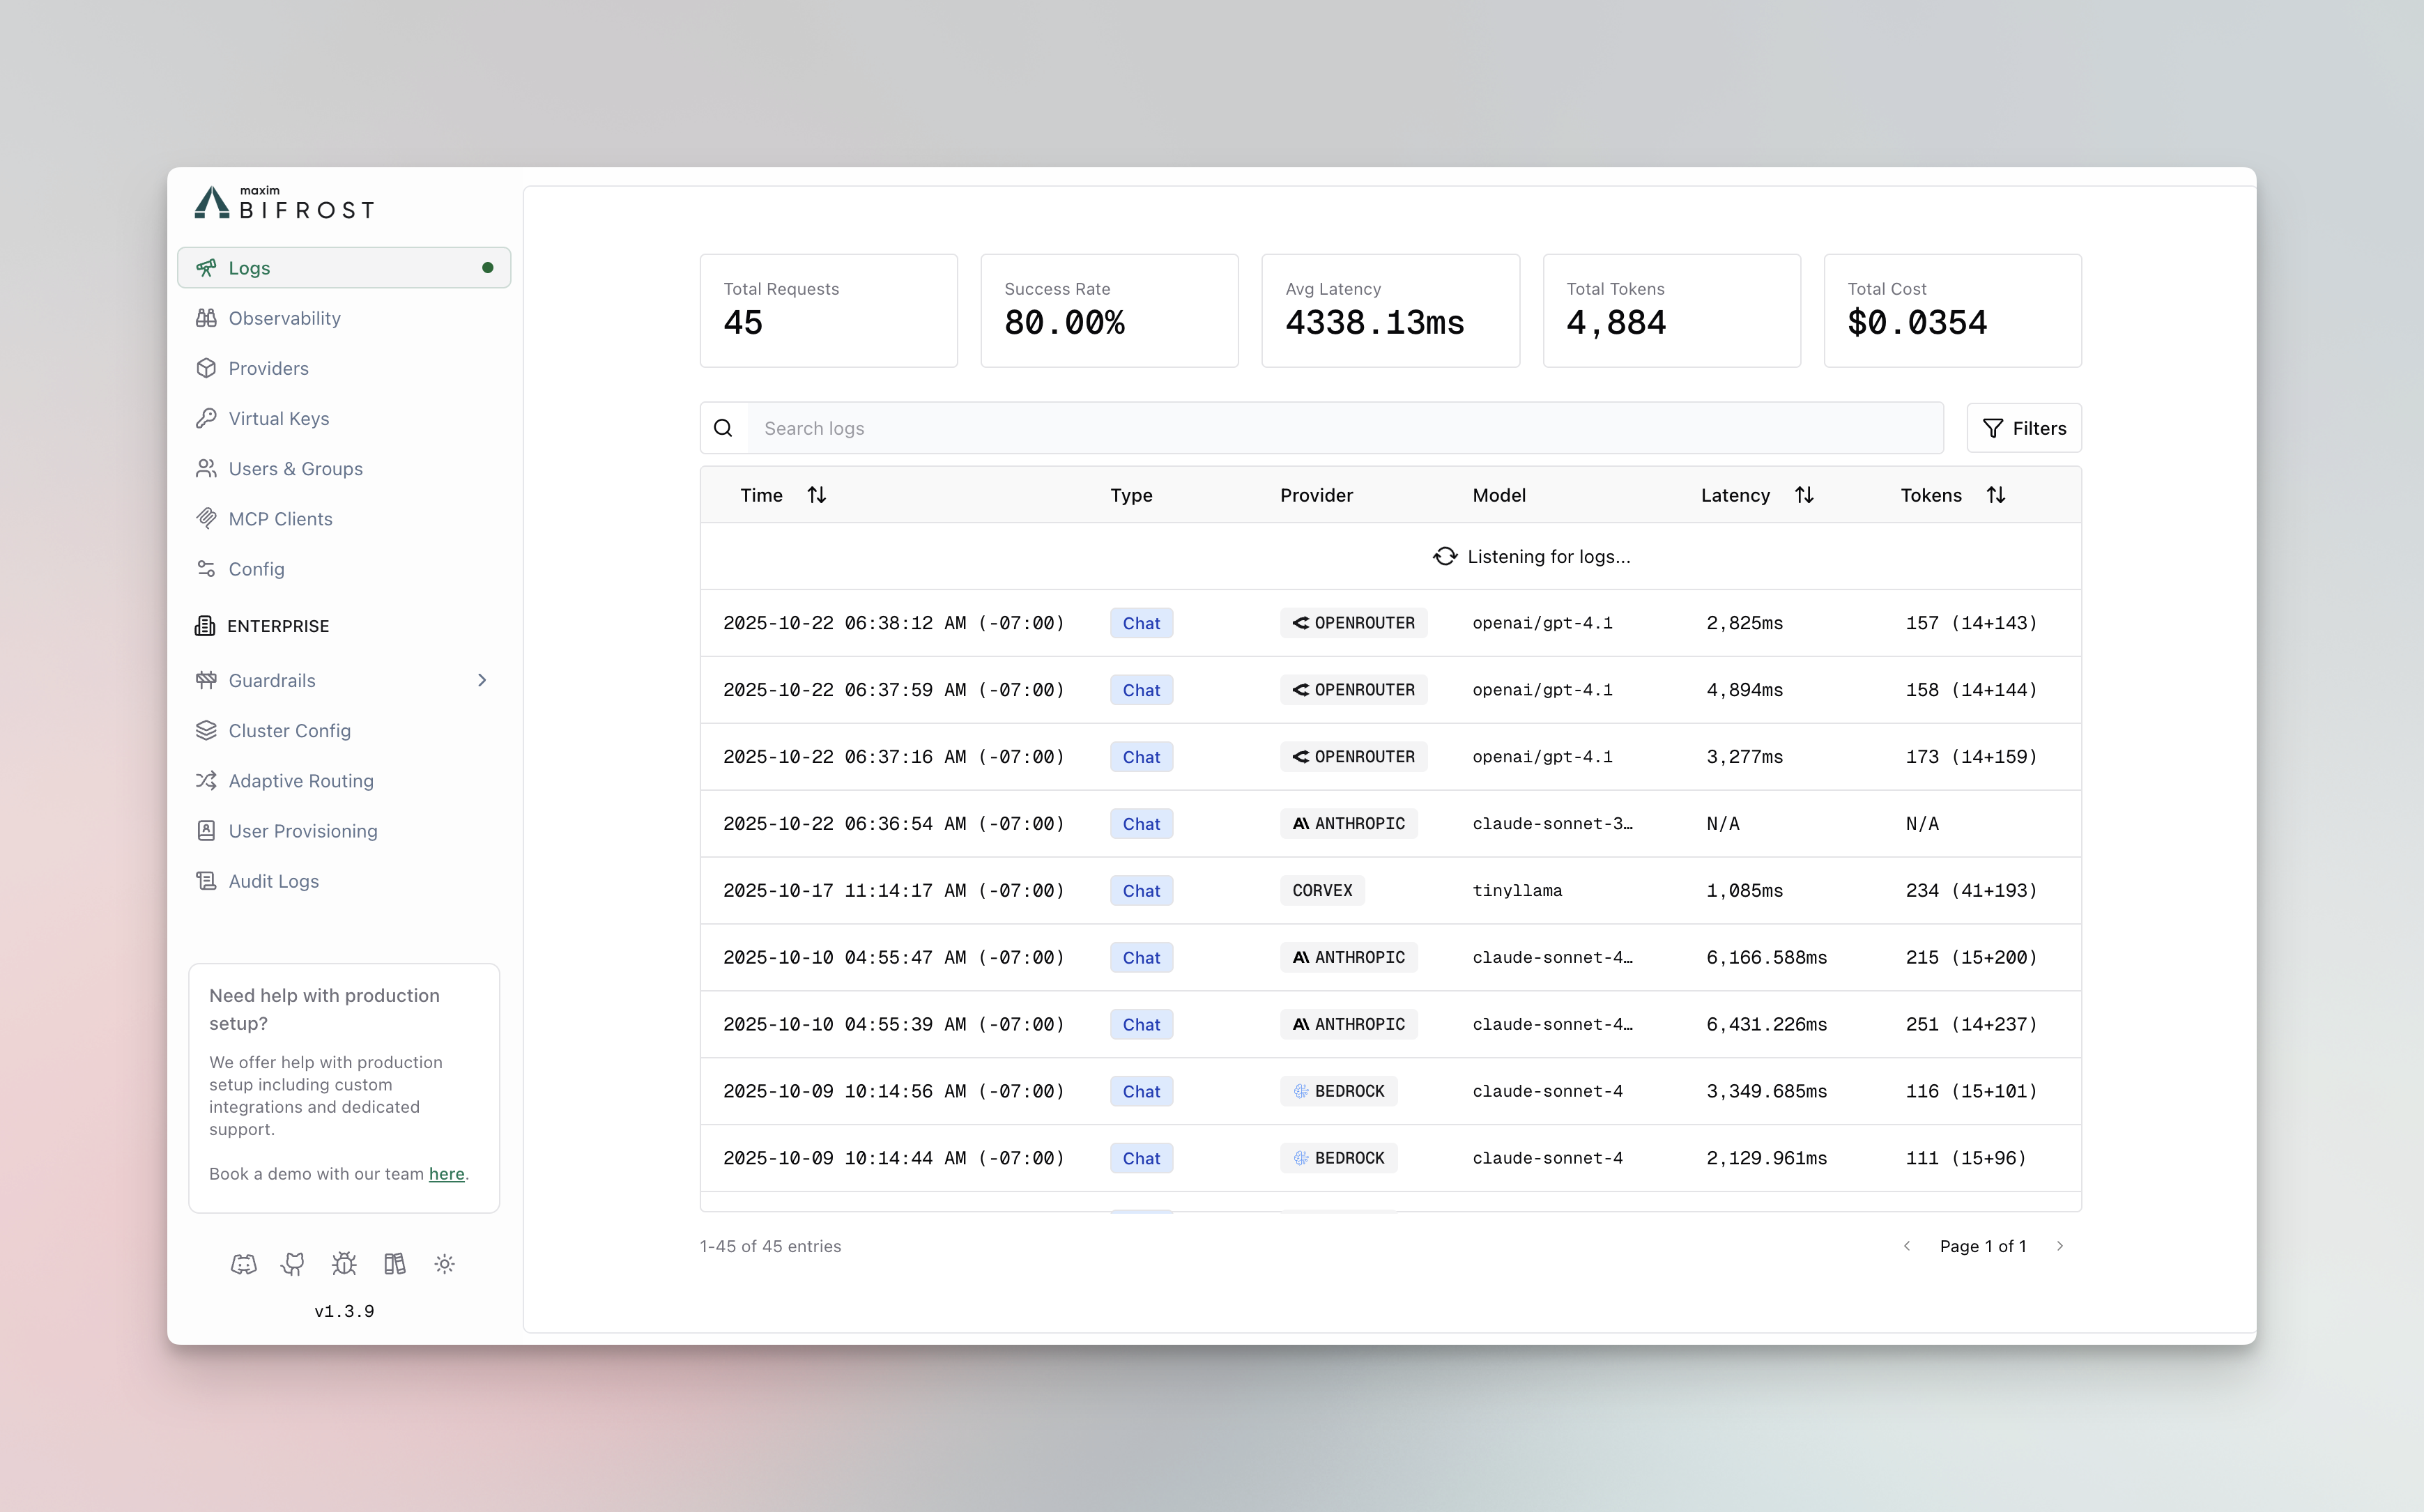 maxim
BIFROST
Logs
Observability
Providers
Virtual Keys
Users & Groups
MCP Clients
Config
ENTERPRISE
Guardrails
Cluster Config
Adaptive Routing
User Provisioning
Audit Logs
Need help with production
setup?
We offer help with production
setup including custom
integrations and dedicated
support.
Book a demo with our team here.
v1.3.9
Total Requests
45
Success Rate
80.00%
Avg Latency
4338.13ms
Total Tokens
4,884
Total Cost
$0.0354
Search logs
Filters
Time Type Provider Model Latency Tokens
Listening for logs...
2025-10-22 06:38:12 AM (-07:00) Chat OPENROUTER openai/gpt-4.1 2,825ms 157 (14+143)
2025-10-22 06:37:59 AM (-07:00) Chat OPENROUTER openai/gpt-4.1 4,894ms 158 (14+144)
2025-10-22 06:37:16 AM (-07:00) Chat OPENROUTER openai/gpt-4.1 3,277ms 173 (14+159)
2025-10-22 06:36:54 AM (-07:00) Chat ANTHROPIC claude-sonnet-3… N/A N/A
2025-10-17 11:14:17 AM (-07:00) Chat CORVEX tinyllama 1,085ms 234 (41+193)
2025-10-10 04:55:47 AM (-07:00) Chat ANTHROPIC claude-sonnet-4… 6,166.588ms 215 (15+200)
2025-10-10 04:55:39 AM (-07:00) Chat ANTHROPIC claude-sonnet-4… 6,431.226ms 251 (14+237)
2025-10-09 10:14:56 AM (-07:00) Chat BEDROCK claude-sonnet-4 3,349.685ms 116 (15+101)
2025-10-09 10:14:44 AM (-07:00) Chat BEDROCK claude-sonnet-4 2,129.961ms 111 (15+96)
1-45 of 45 entries
Page 1 of 1